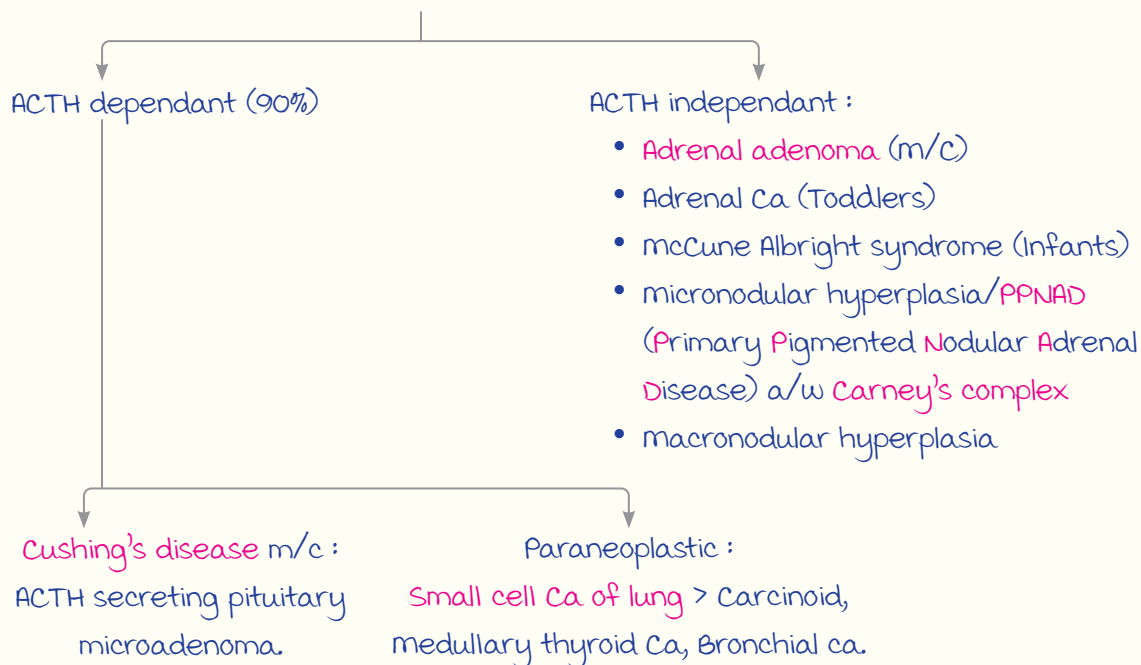 ACTH dependant (90%)
ACTH independant :
• Adrenal adenoma (m/c)
• Adrenal Ca (Toddlers)
• mcCune Albright syndrome (Infants)
• micronodular hyperplasia/PPNAD
(Primary Pigmented Nodular Adrenal
Disease) a/w Carney's complex
• macronodular hyperplasia
Cushing's disease m/c :
ACTH secreting pituitary
microadenoma.
Paraneoplastic :
Small cell Ca of lung > Carcinoid,
medullary thyroid Ca, Bronchial ca.